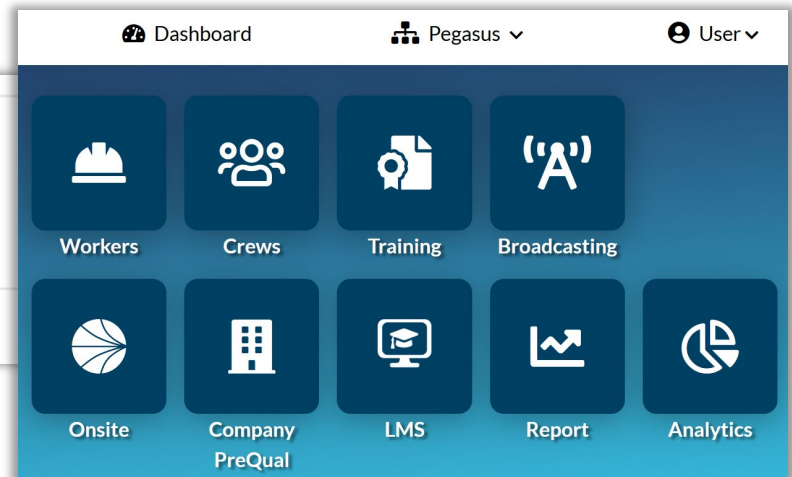 Dashboard Pegasus User
Workers Crews Training Broadcasting
Onsite Company LMS Report Analytics
PreQual